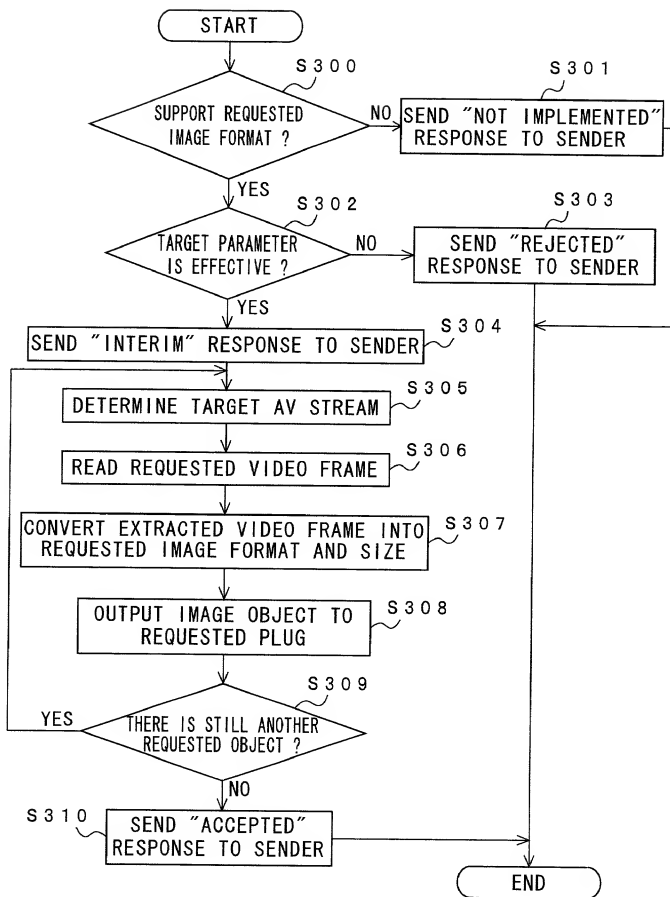 START
S300
SUPPORT REQUESTED
IMAGE FORMAT ?
NO
S301
SEND "NOT IMPLEMENTED"
RESPONSE TO SENDER
YES
S302
TARGET PARAMETER
IS EFFECTIVE ?
NO
S303
SEND "REJECTED"
RESPONSE TO SENDER
YES
SEND "INTERIM" RESPONSE TO SENDER
S304
DETERMINE TARGET AV STREAM
S305
READ REQUESTED VIDEO FRAME
S306
CONVERT EXTRACTED VIDEO FRAME INTO
REQUESTED IMAGE FORMAT AND SIZE
S307
OUTPUT IMAGE OBJECT TO
REQUESTED PLUG
S308
S309
YES
THERE IS STILL ANOTHER
REQUESTED OBJECT ?
NO
S310
SEND "ACCEPTED"
RESPONSE TO SENDER
END